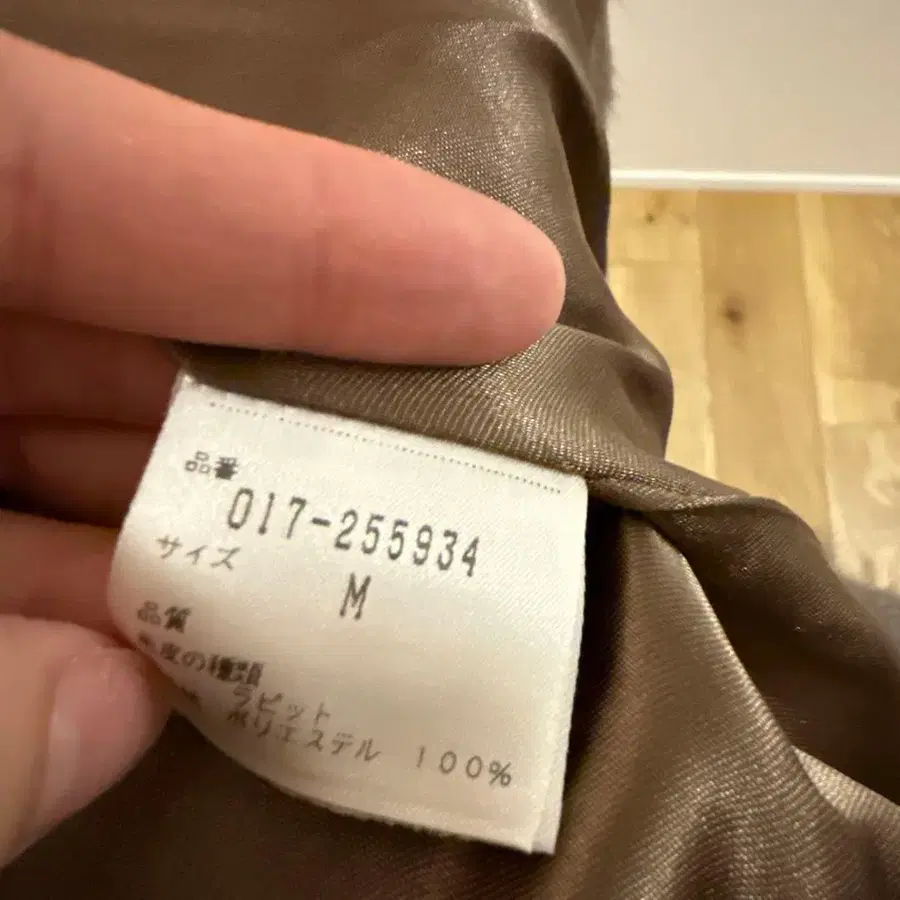 品番
017-255934
サイズ
M
品質
皮の種類
ラビット
ポリエステル 100%